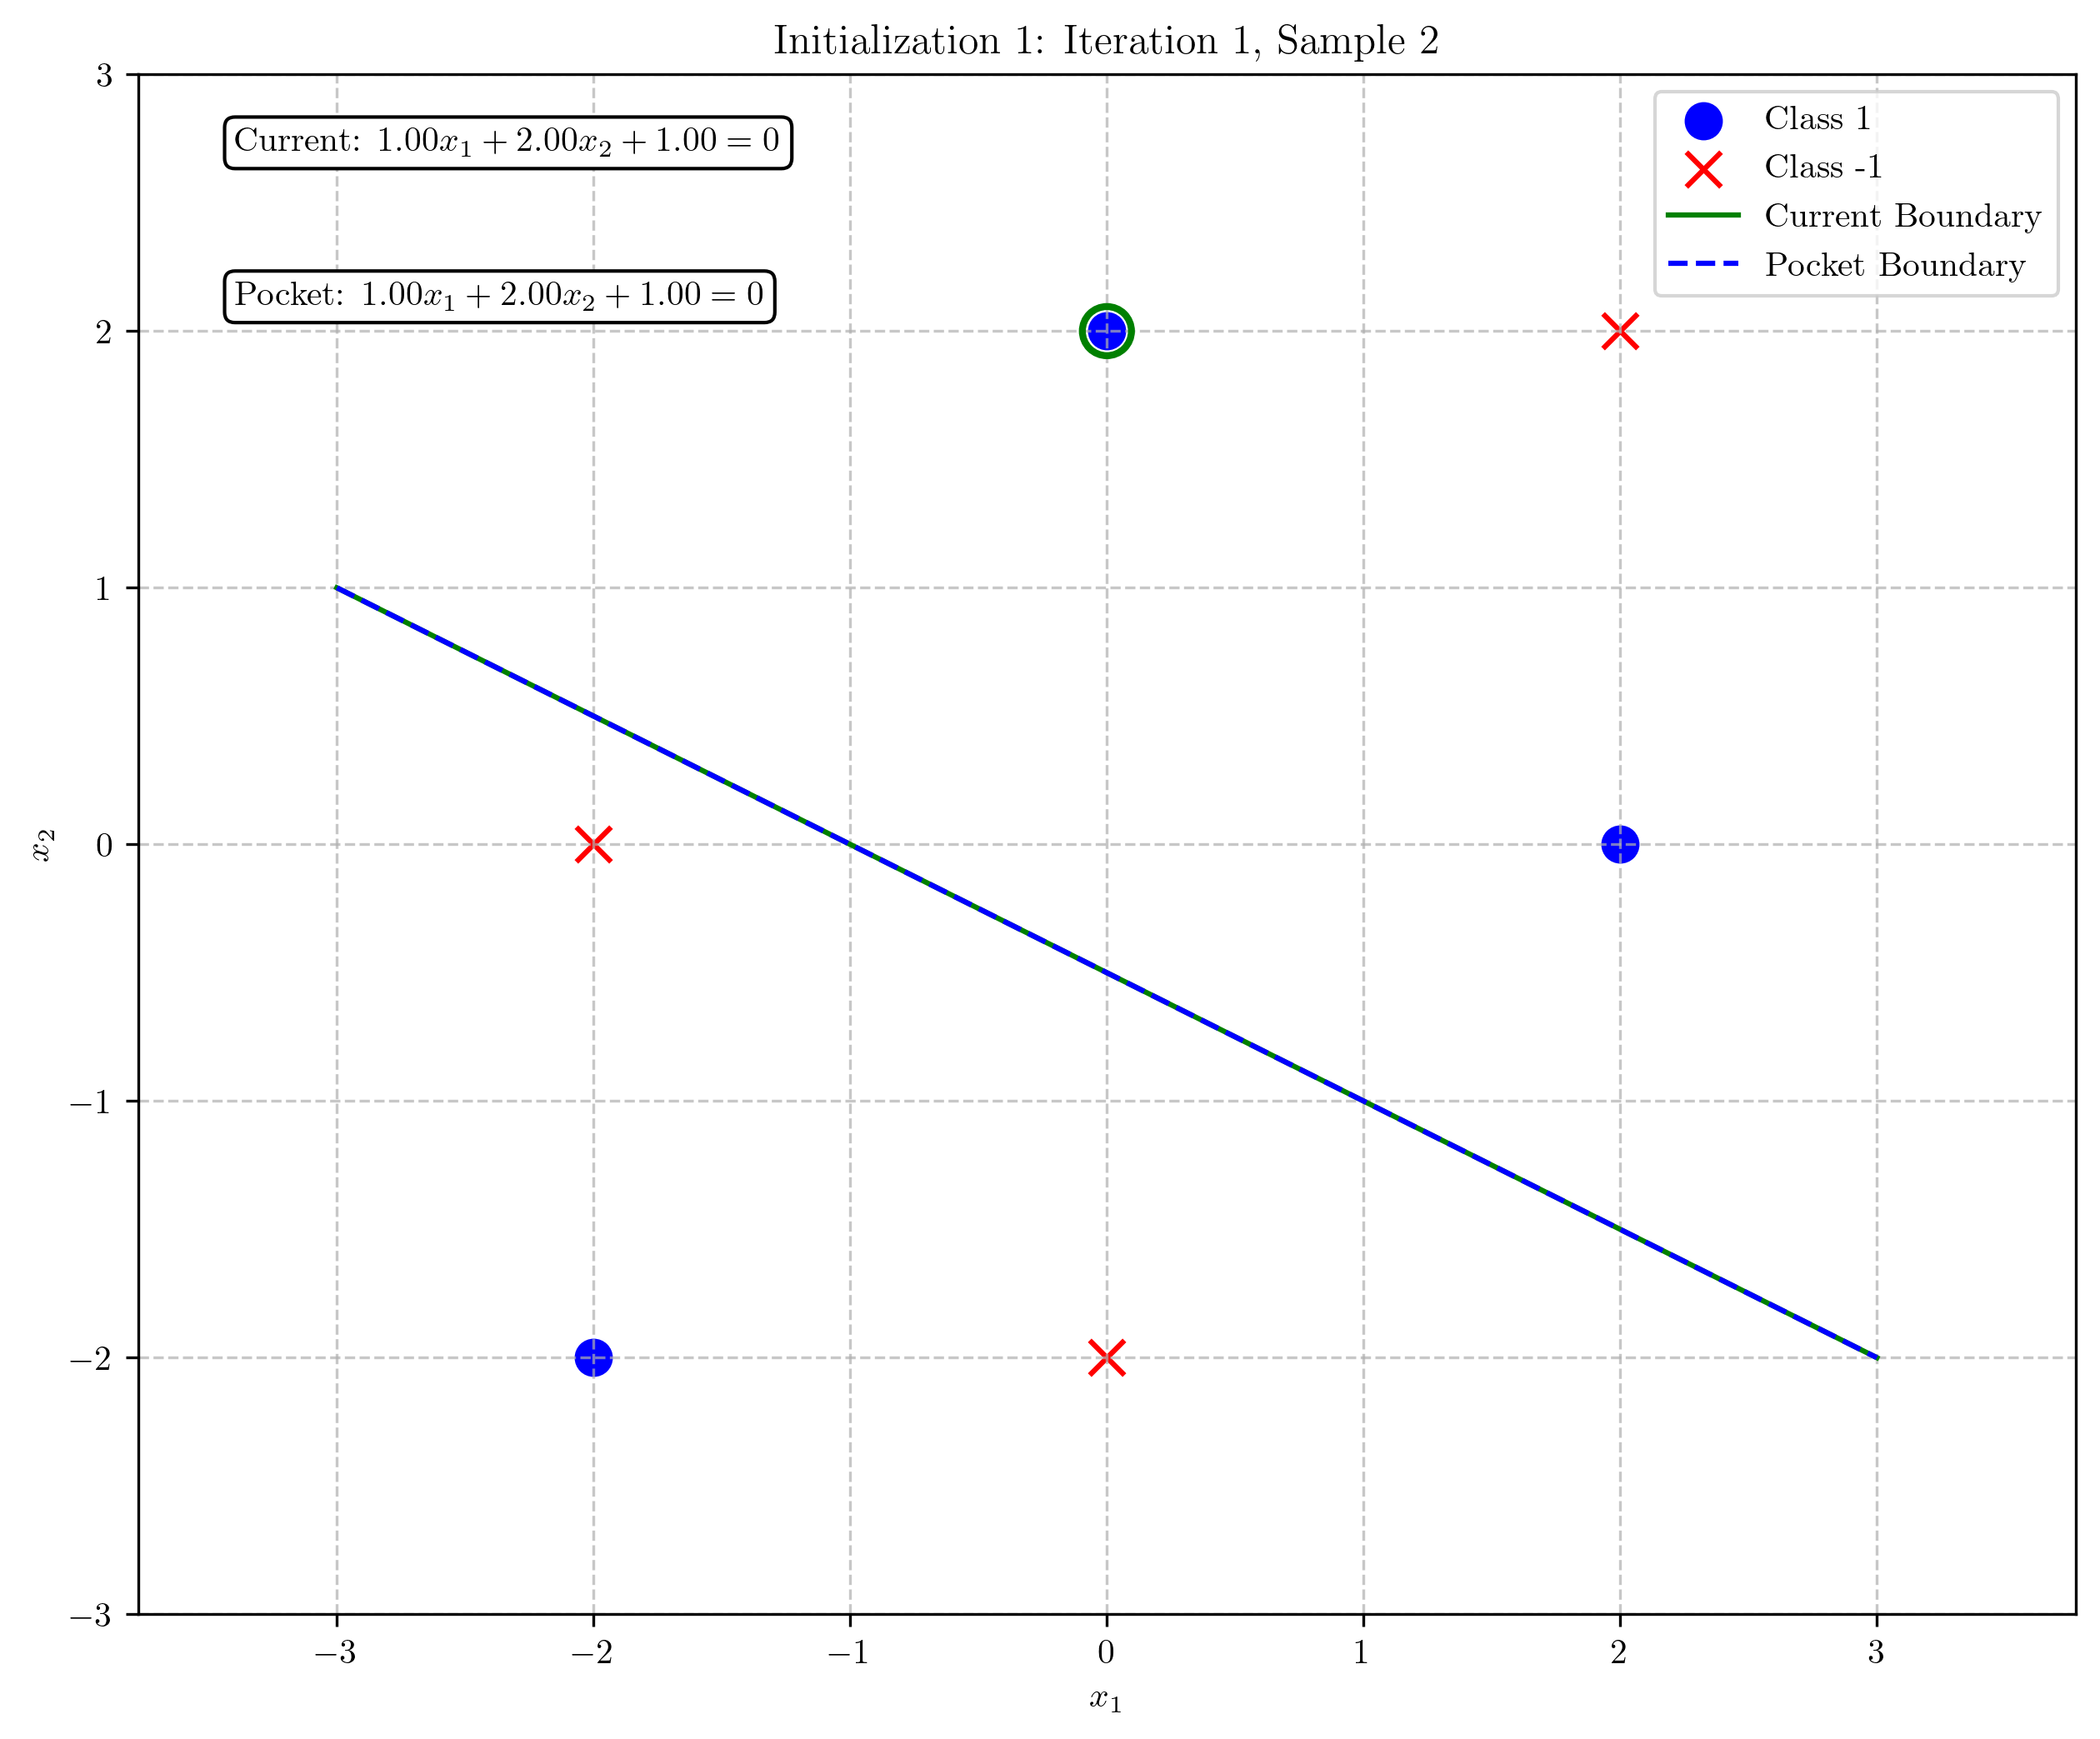 Initialization 1: Iteration 1, Sample 2
Current: 1.00x₁ + 2.00x₂ + 1.00 = 0
Pocket: 1.00x₁ + 2.00x₂ + 1.00 = 0
Class 1
Class -1
Current Boundary
Pocket Boundary
3
2
1
0
−1
−2
−3
x₂
−3 −2 −1 0 1 2 3
x₁